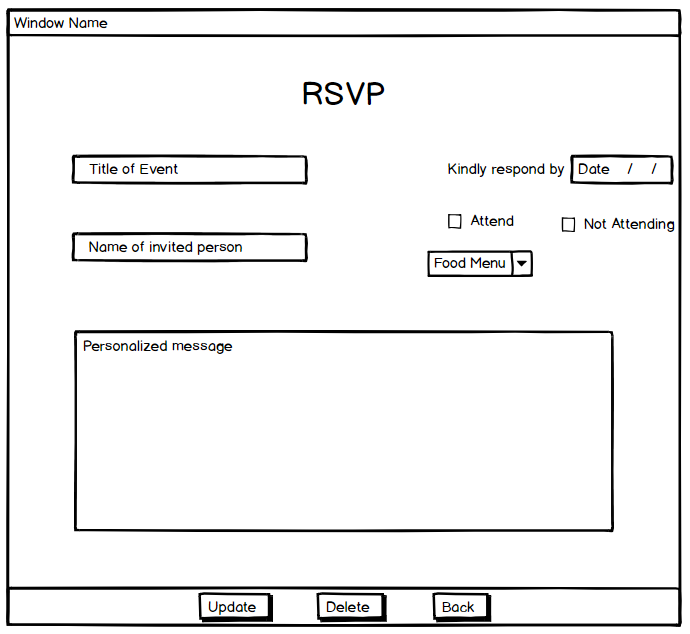 Window Name
RSVP
Title of Event
Kindly respond by Date / /
Attend
Not Attending
Name of invited person
Food Menu
Personalized message
Update
Delete
Back